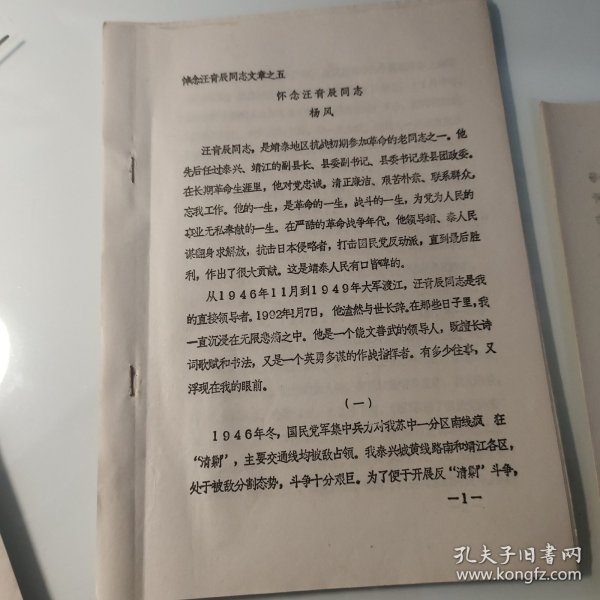 怀念汪青辰同志文章之五
怀念汪青辰同志
杨风
汪青辰同志，是靖泰地区抗战初期参加革命的老同志之一。他
先后任过泰兴、靖江的副县长、县委副书记、县委书记兼县团政委。
在长期革命生涯里，他对党忠诚，清正廉洁、艰苦朴素、联系群众，
忘我工作。他的一生，是革命的一生，战斗的一生，为党为人民的
事业无私奉献的一生。在严酷的革命战争年代，他领导靖、泰人民
谋翻身求解放，抗击日本侵略者，打击国民党反动派，直到最后胜
利，作出了很大贡献。这是靖泰人民有口皆碑的。
从1946年11月到1949年大军渡江，汪青辰同志是我
的直接领导者。1992年1月7日，他溘然与世长辞。在那些日子里，我
一直沉浸在无限悲痛之中。他是一个能文善武的领导人，既擅长诗
词歌赋和书法，又是一个英勇多谋的作战指挥者。有多少往事，又
浮现在我的眼前。
（一）
1946年冬，国民党军集中兵力对我苏中一分区南线疯 狂
“清剿”，主要交通线均被敌占领。我泰兴城黄线路南和靖江各区，
处于被敌分割态势，斗争十分艰巨。为了便于开展反“清剿”斗争，
—1—
孔夫子旧书网
www.kongfz.com